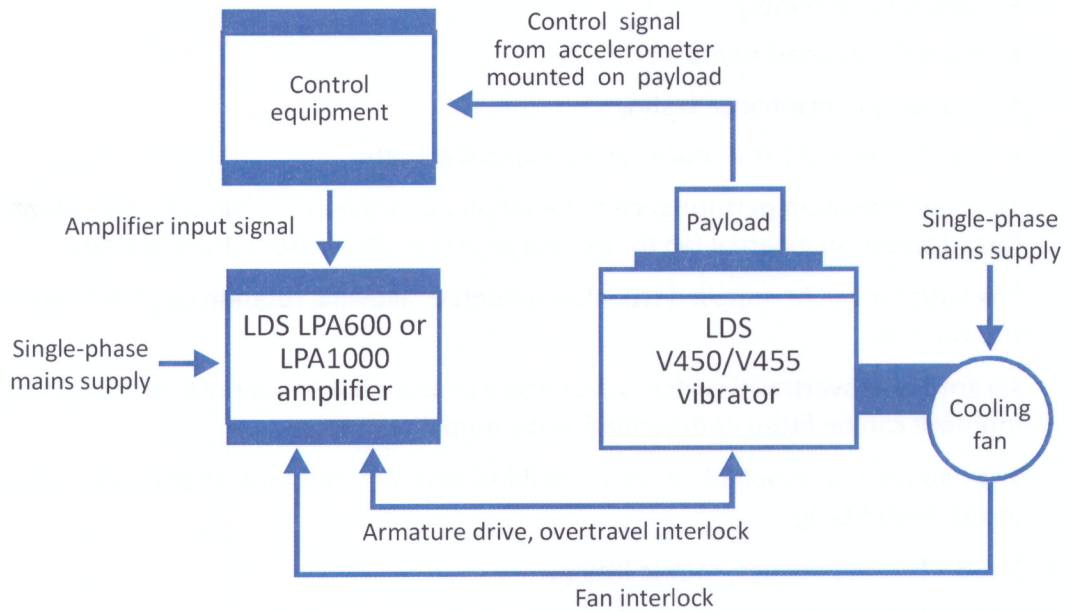 Control signal
from accelerometer
mounted on payload
Control
equipment
Amplifier input signal
Payload
Single-phase
mains supply
LDS LPA600 or
LPA1000
amplifier
LDS
V450/V455
vibrator
Single-phase
mains supply
Cooling
fan
Armature drive, overtravel interlock
Fan interlock